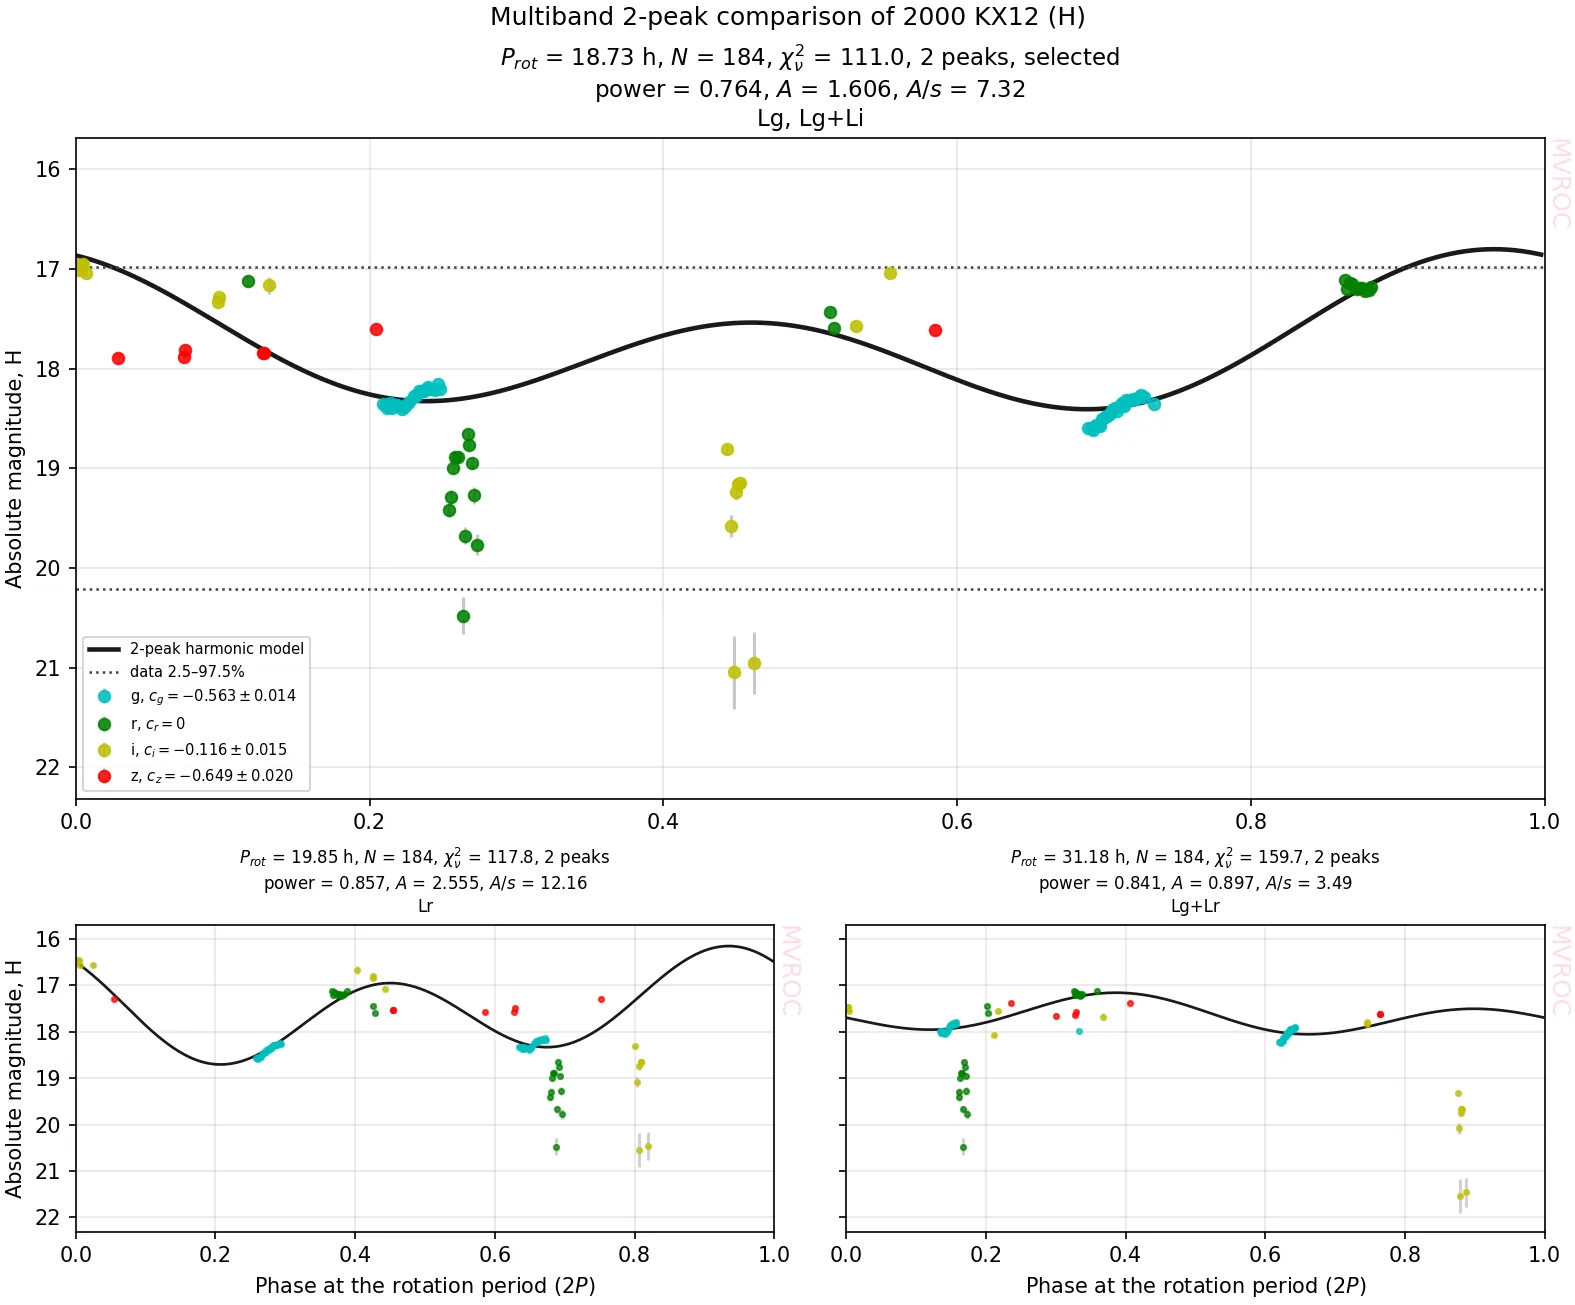 Multiband 2-peak comparison of 2000 KX12 (H)
P_rot = 18.73 h, N = 184, χ²_ν = 111.0, 2 peaks, selected
power = 0.764, A = 1.606, A/s = 7.32
Lg, Lg+Li
MVROC
Absolute magnitude, H
16
17
18
19
20
21
22
2-peak harmonic model
data 2.5–97.5%
g, c_g = −0.563 ± 0.014
r, c_r = 0
i, c_i = −0.116 ± 0.015
z, c_z = −0.649 ± 0.020
0.0 0.2 0.4 0.6 0.8 1.0
P_rot = 19.85 h, N = 184, χ²_ν = 117.8, 2 peaks
power = 0.857, A = 2.555, A/s = 12.16
Lr
MVROC
Absolute magnitude, H
16
17
18
19
20
21
22
0.0 0.2 0.4 0.6 0.8 1.0
Phase at the rotation period (2P)
P_rot = 31.18 h, N = 184, χ²_ν = 159.7, 2 peaks
power = 0.841, A = 0.897, A/s = 3.49
Lg+Lr
MVROC
0.0 0.2 0.4 0.6 0.8 1.0
Phase at the rotation period (2P)